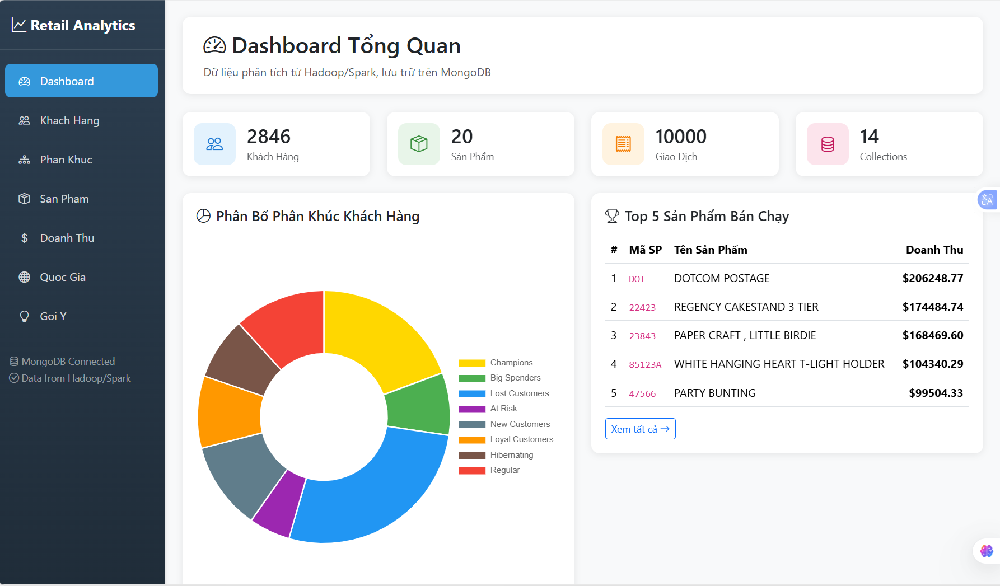 Retail Analytics
Dashboard
Khach Hang
Phan Khuc
San Pham
$ Doanh Thu
Quoc Gia
Goi Y
MongoDB Connected
Data from Hadoop/Spark
Dashboard Tổng Quan
Dữ liệu phân tích từ Hadoop/Spark, lưu trữ trên MongoDB
2846
Khách Hàng
20
Sản Phẩm
10000
Giao Dịch
14
Collections
Phân Bố Phân Khúc Khách Hàng
Champions
Big Spenders
Lost Customers
At Risk
New Customers
Loyal Customers
Hibernating
Regular
Top 5 Sản Phẩm Bán Chạy
# Mã SP Tên Sản Phẩm Doanh Thu
1 DOT DOTCOM POSTAGE $206248.77
2 22423 REGENCY CAKESTAND 3 TIER $174484.74
3 23843 PAPER CRAFT , LITTLE BIRDIE $168469.60
4 85123A WHITE HANGING HEART T-LIGHT HOLDER $104340.29
5 47566 PARTY BUNTING $99504.33
Xem tất cả →